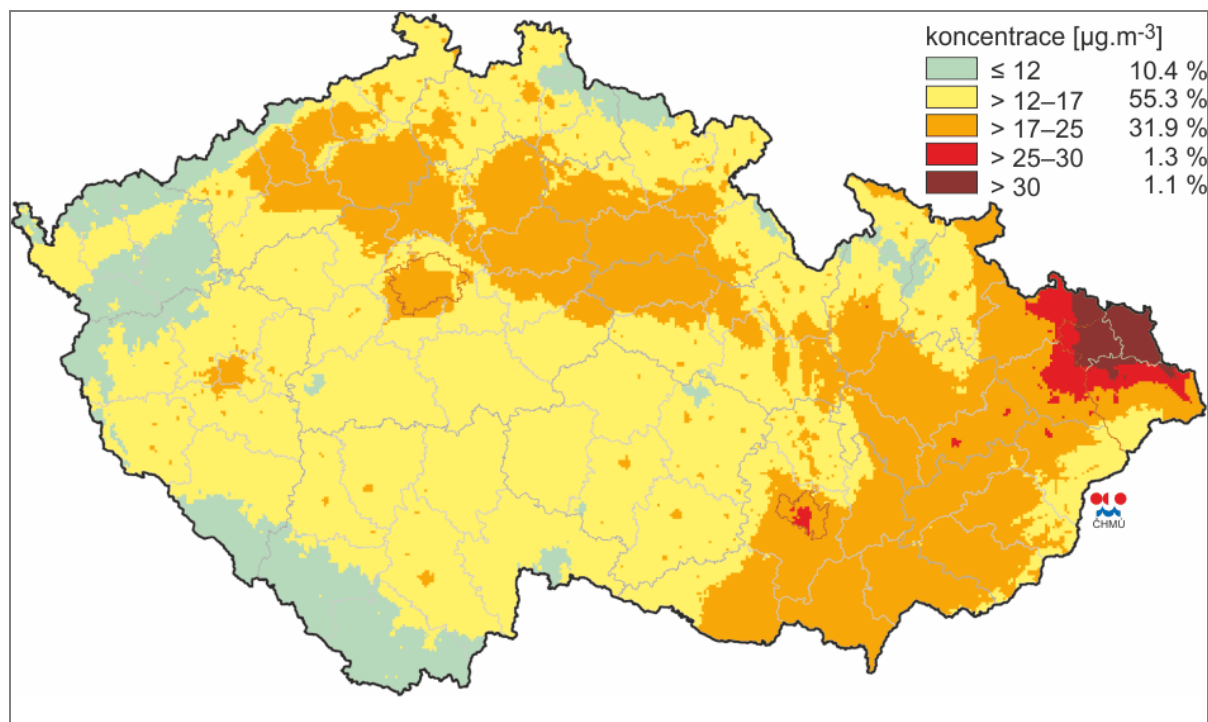 koncentrace [µg.m-3]
≤ 12 10.4 %
> 12–17 55.3 %
> 17–25 31.9 %
> 25–30 1.3 %
> 30 1.1 %
ČHMÚ